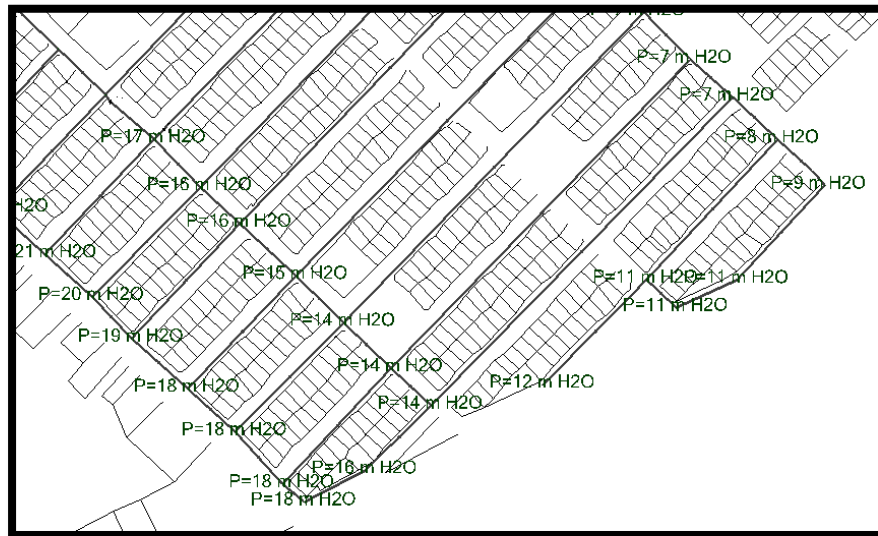 P=7 m H2O
P=7 m H2O
P=17 m H2O
P=8 m H2O
P=15 m H2O
P=9 m H2O
H2O
P=16 m H2O
21 m H2O
P=15 m H2O
P=11 m H2O
P=11 m H2O
P=20 m H2O
P=11 m H2O
P=14 m H2O
P=19 m H2O
P=14 m H2O
P=18 m H2O
P=12 m H2O
P=14 m H2O
P=18 m H2O
P=16 m H2O
P=18 m H2O
P=18 m H2O